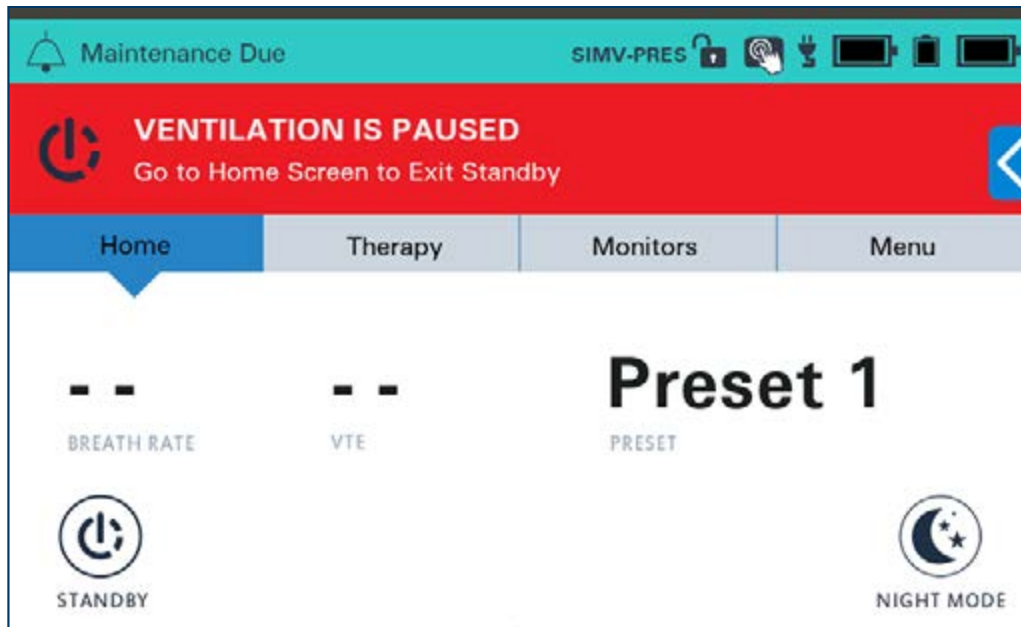 Maintenance Due SIMV-PRES
VENTILATION IS PAUSED
Go to Home Screen to Exit Standby
Home Therapy Monitors Menu
-- -- Preset 1
BREATH RATE VTE PRESET
STANDBY NIGHT MODE